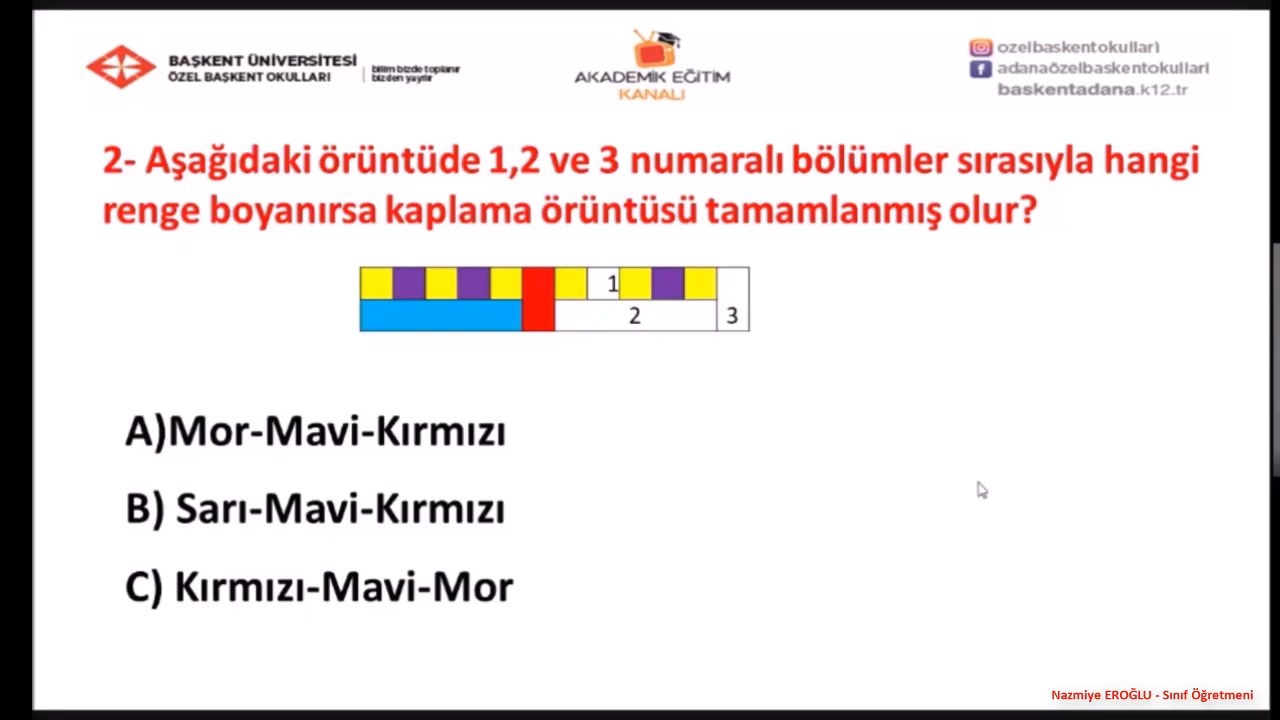 BAŞKENT ÜNİVERSİTESİ
ÖZEL BAŞKENT OKULLARI
bilim bizde toplanır
bizden yayılır
AKADEMİK EĞİTİM
KANALI
ozelbaskentokullari
adanaözelbaskentokullari
baskentadana.k12.tr
2- Aşağıdaki örüntüde 1,2 ve 3 numaralı bölümler sırasıyla hangi
renge boyanırsa kaplama örüntüsü tamamlanmış olur?
1
2
3
A)Mor-Mavi-Kırmızı
B) Sarı-Mavi-Kırmızı
C) Kırmızı-Mavi-Mor
Nazmiye EROĞLU - Sınıf Öğretmeni